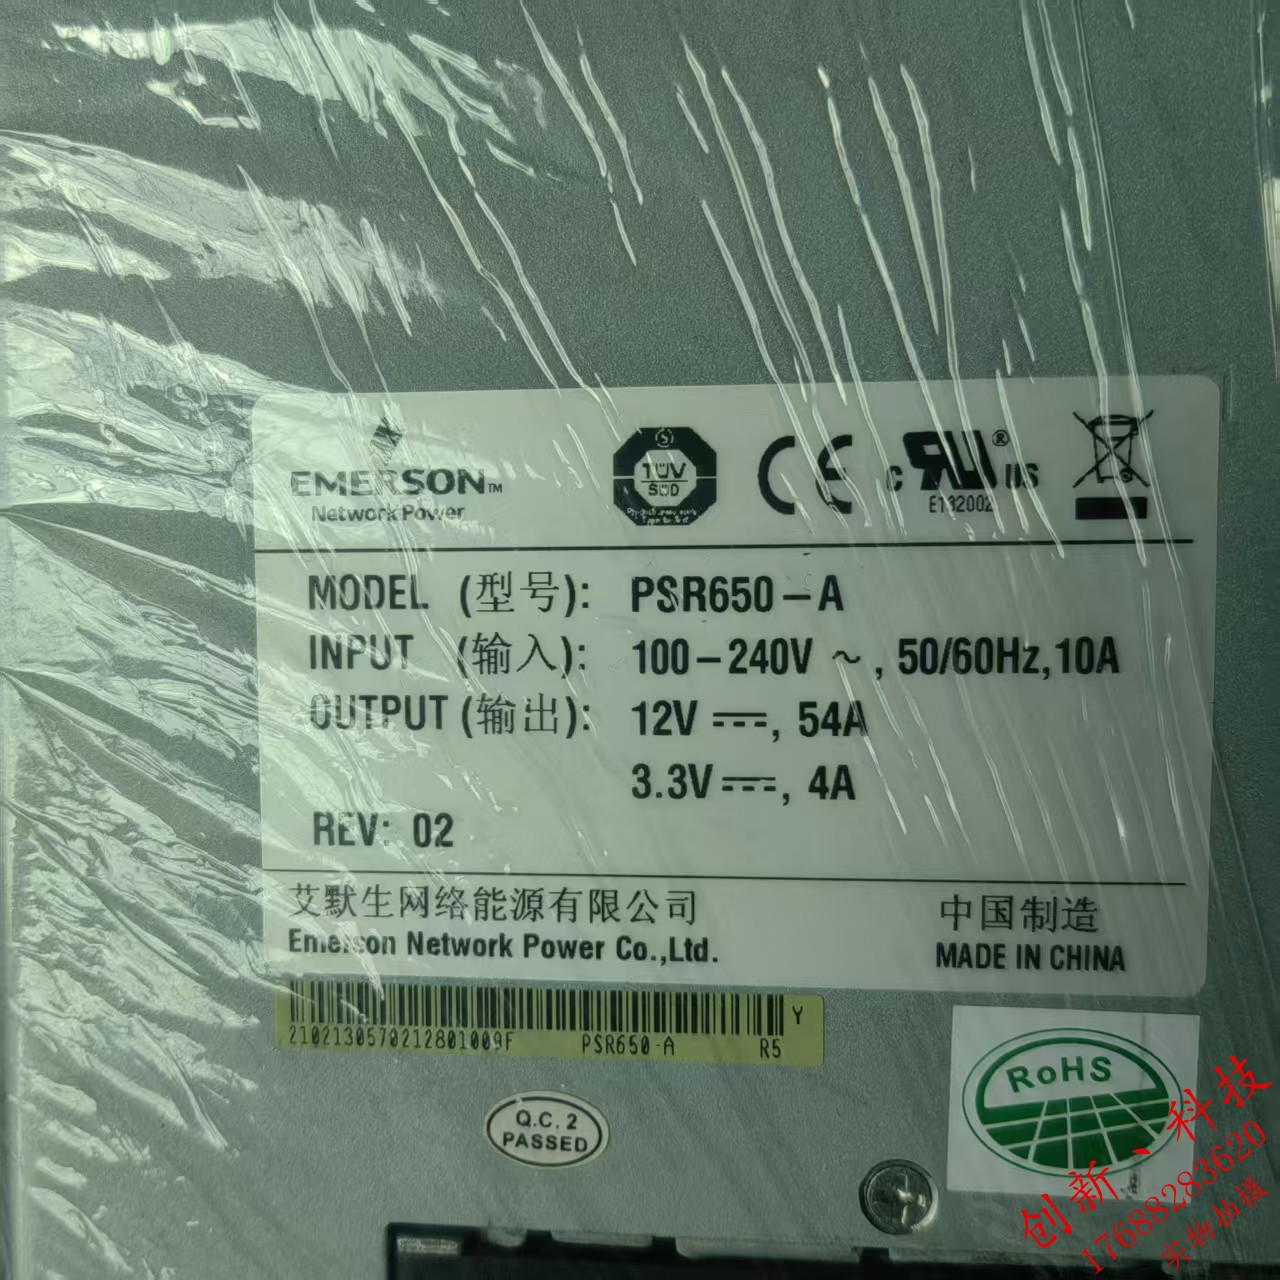 EMERSON™
Network Power
TÜV
SÜD
CE
c RU® US
E132002
MODEL (型号): PSR650-A
INPUT (输入): 100-240V ~, 50/60Hz,10A
OUTPUT (输出): 12V ⎓, 54A
3.3V ⎓, 4A
REV: 02
艾默生网络能源有限公司
Emerson Network Power Co.,Ltd.
中国制造
MADE IN CHINA
Y
2102130570212801009F PSR650-A R5
Q.C. 2
PASSED
RoHS
创新、科技
17688283620
实物拍摄